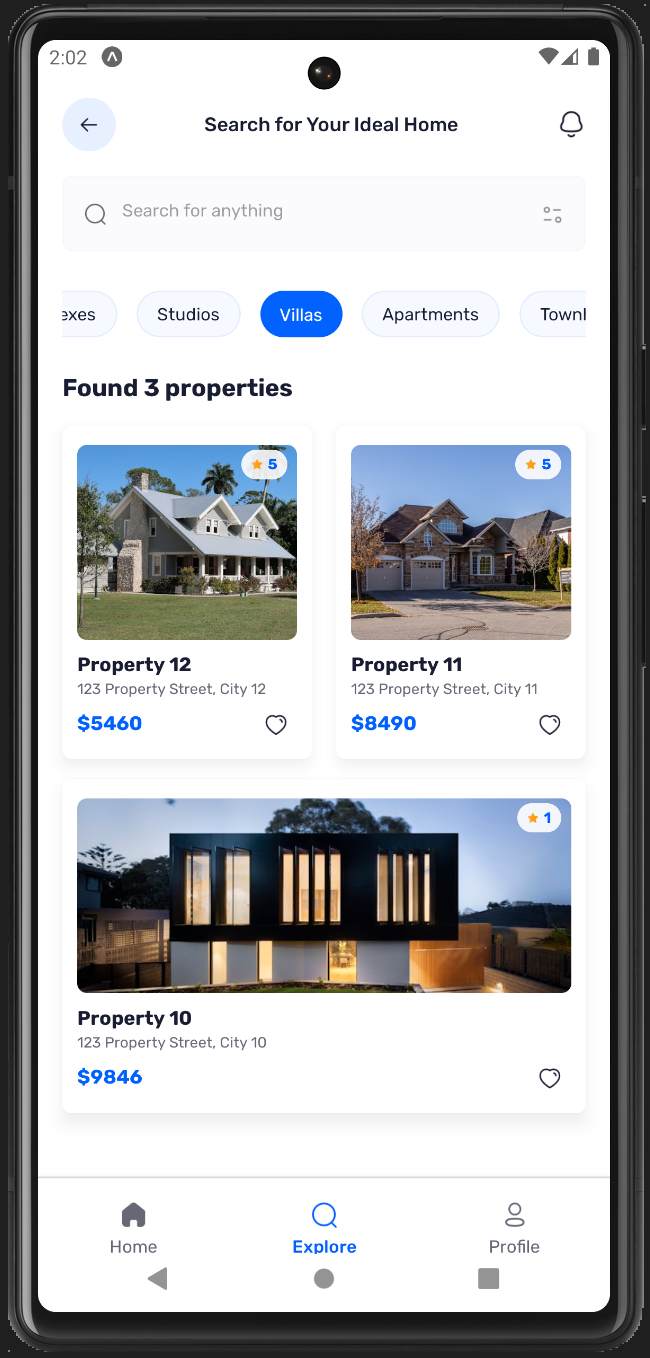 2:02
Search for Your Ideal Home
Search for anything
exes Studios Villas Apartments Townh
Found 3 properties
5 5
Property 12 Property 11
123 Property Street, City 12 123 Property Street, City 11
$5460 $8490
1
Property 10
123 Property Street, City 10
$9846
Home Explore Profile